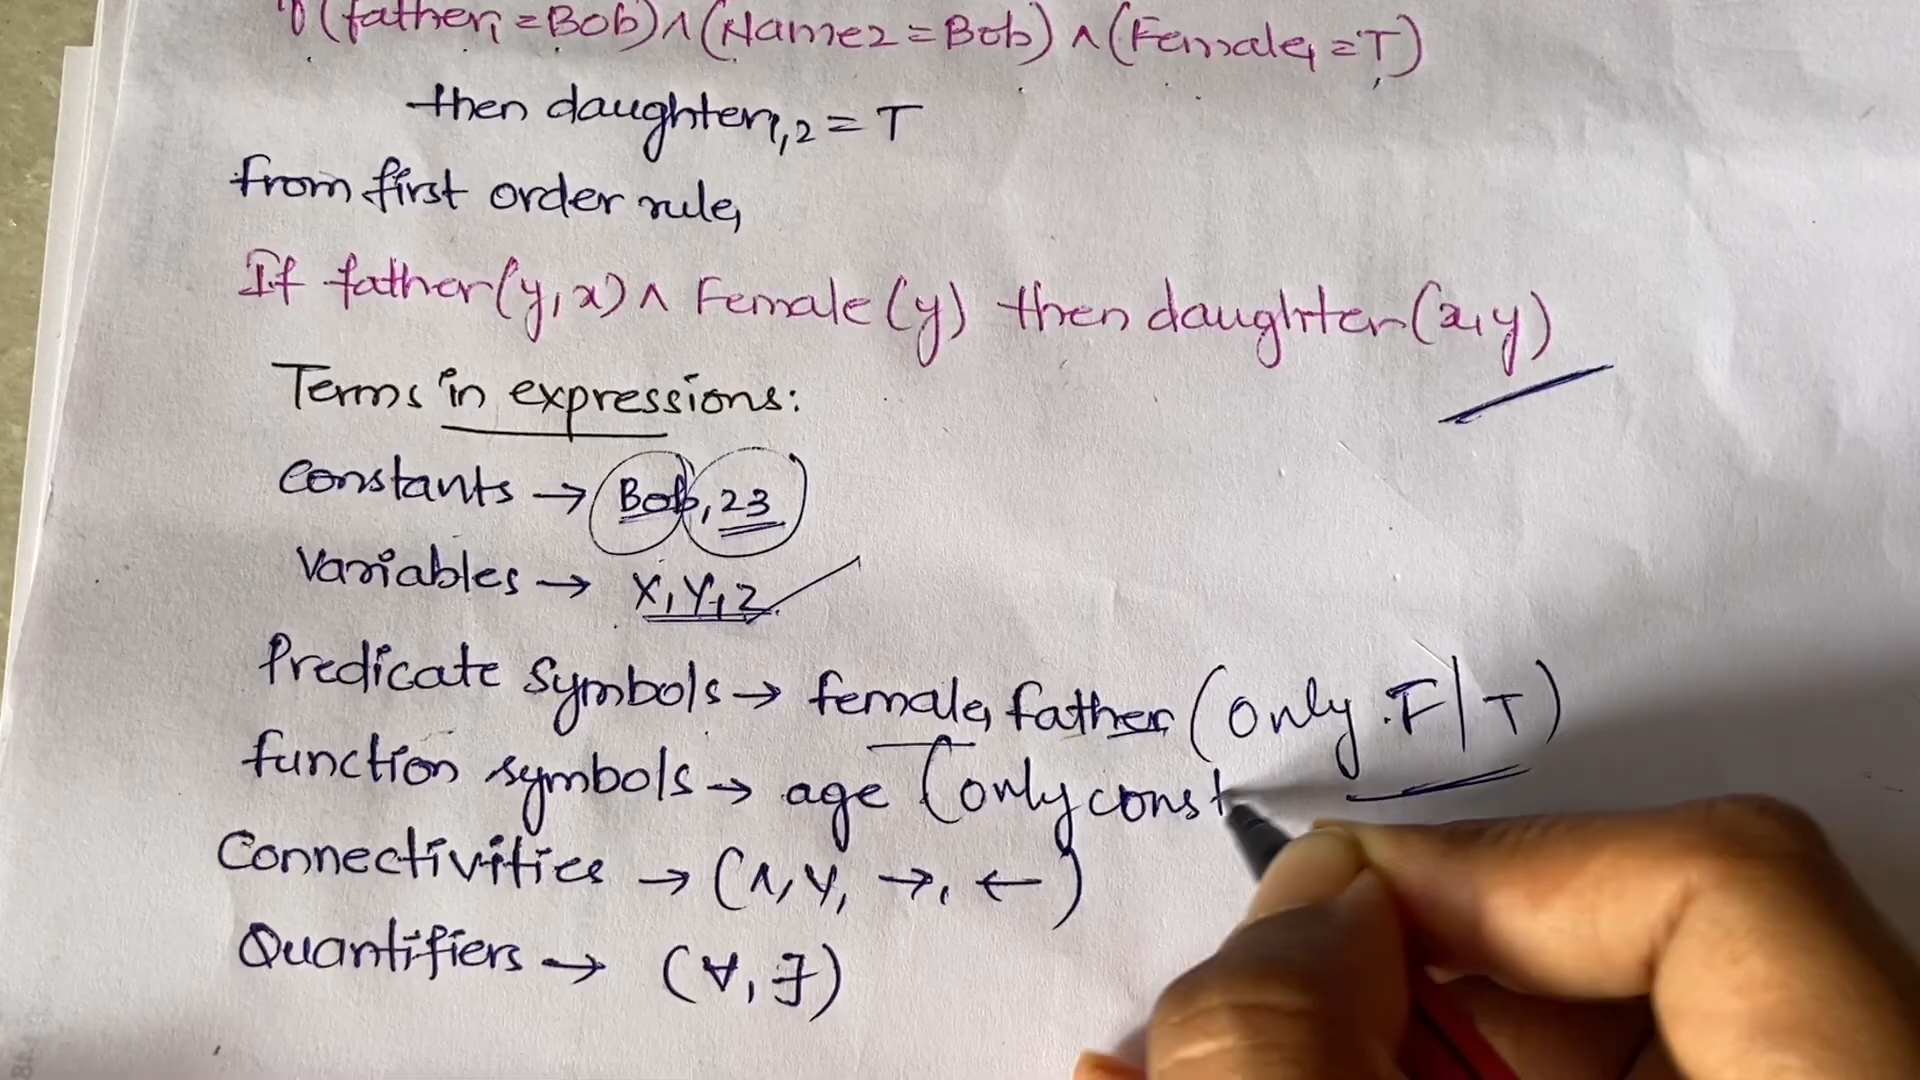 If (father1 = Bob) ∧ (Name2 = Bob) ∧ (Female1 = T)
then daughter1,2 = T
from first order rule,
If father(y,x) ∧ Female(y) then daughter(x,y)
Terms in expressions:
Constants → Bob, 23
Variables → X, Y, Z
Predicate Symbols → female, father (only F/T)
function symbols → age (only const
Connectivities → (∧, ∨, →, ←)
Quantifiers → (∀, ∃)